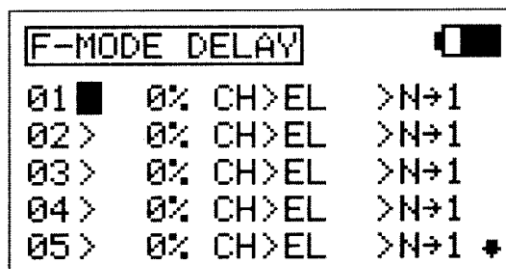 F-MODE DELAY
01 0% CH>EL >N→1
02> 0% CH>EL >N→1
03> 0% CH>EL >N→1
04> 0% CH>EL >N→1
05> 0% CH>EL >N→1